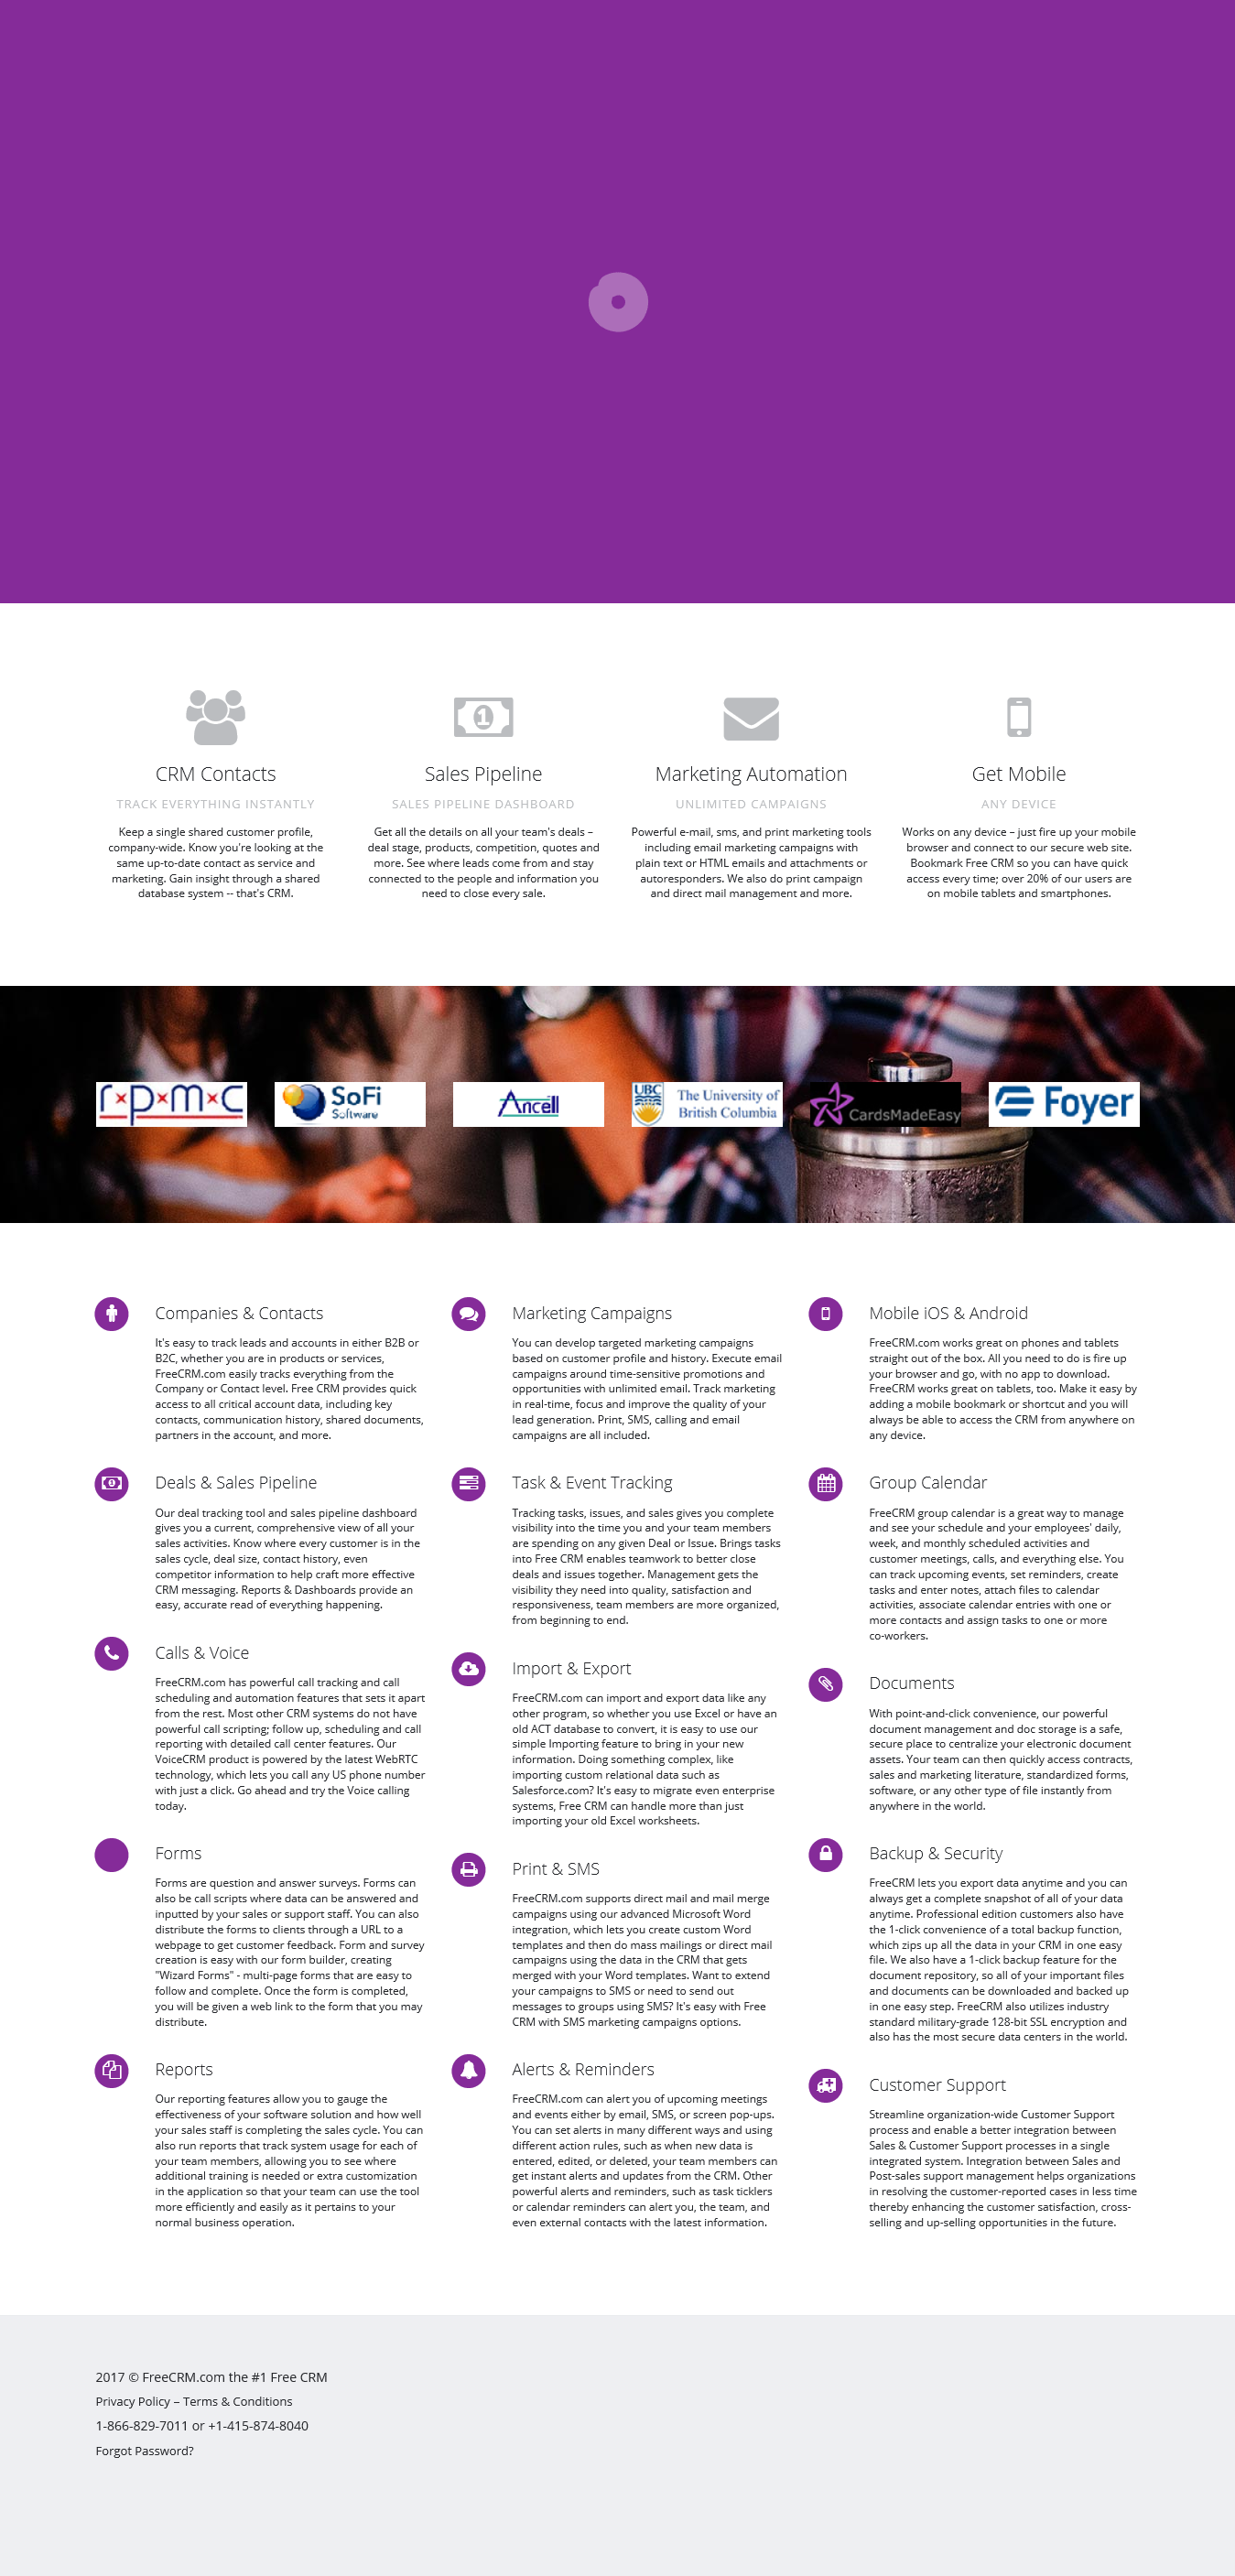 CRM Contacts
TRACK EVERYTHING INSTANTLY
Keep a single shared customer profile,
company-wide. Know you're looking at the
same up-to-date contact as service and
marketing. Gain insight through a shared
database system -- that's CRM.
Sales Pipeline
SALES PIPELINE DASHBOARD
Get all the details on all your team's deals –
deal stage, products, competition, quotes and
more. See where leads come from and stay
connected to the people and information you
need to close every sale.
Marketing Automation
UNLIMITED CAMPAIGNS
Powerful e-mail, sms, and print marketing tools
including email marketing campaigns with
plain text or HTML emails and attachments or
autoresponders. We also do print campaign
and direct mail management and more.
Get Mobile
ANY DEVICE
Works on any device – just fire up your mobile
browser and connect to our secure web site.
Bookmark Free CRM so you can have quick
access every time; over 20% of our users are
on mobile tablets and smartphones.
r×p×m×c
SoFi
Software
Ancell
UBC
The University of
British Columbia
CardsMadeEasy
Foyer
Companies & Contacts
It's easy to track leads and accounts in either B2B or
B2C, whether you are in products or services,
FreeCRM.com easily tracks everything from the
Company or Contact level. Free CRM provides quick
access to all critical account data, including key
contacts, communication history, shared documents,
partners in the account, and more.
Deals & Sales Pipeline
Our deal tracking tool and sales pipeline dashboard
gives you a current, comprehensive view of all your
sales activities. Know where every customer is in the
sales cycle, deal size, contact history, even
competitor information to help craft more effective
CRM messaging. Reports & Dashboards provide an
easy, accurate read of everything happening.
Calls & Voice
FreeCRM.com has powerful call tracking and call
scheduling and automation features that sets it apart
from the rest. Most other CRM systems do not have
powerful call scripting; follow up, scheduling and call
reporting with detailed call center features. Our
VoiceCRM product is powered by the latest WebRTC
technology, which lets you call any US phone number
with just a click. Go ahead and try the Voice calling
today.
Forms
Forms are question and answer surveys. Forms can
also be call scripts where data can be answered and
inputted by your sales or support staff. You can also
distribute the forms to clients through a URL to a
webpage to get customer feedback. Form and survey
creation is easy with our form builder, creating
"Wizard Forms" - multi-page forms that are easy to
follow and complete. Once the form is completed,
you will be given a web link to the form that you may
distribute.
Reports
Our reporting features allow you to gauge the
effectiveness of your software solution and how well
your sales staff is completing the sales cycle. You can
also run reports that track system usage for each of
your team members, allowing you to see where
additional training is needed or extra customization
in the application so that your team can use the tool
more efficiently and easily as it pertains to your
normal business operation.
Marketing Campaigns
You can develop targeted marketing campaigns
based on customer profile and history. Execute email
campaigns around time-sensitive promotions and
opportunities with unlimited email. Track marketing
in real-time, focus and improve the quality of your
lead generation. Print, SMS, calling and email
campaigns are all included.
Task & Event Tracking
Tracking tasks, issues, and sales gives you complete
visibility into the time you and your team members
are spending on any given Deal or Issue. Brings tasks
into Free CRM enables teamwork to better close
deals and issues together. Management gets the
visibility they need into quality, satisfaction and
responsiveness, team members are more organized,
from beginning to end.
Import & Export
FreeCRM.com can import and export data like any
other program, so whether you use Excel or have an
old ACT database to convert, it is easy to use our
simple Importing feature to bring in your new
information. Doing something complex, like
importing custom relational data such as
Salesforce.com? It's easy to migrate even enterprise
systems, Free CRM can handle more than just
importing your old Excel worksheets.
Print & SMS
FreeCRM.com supports direct mail and mail merge
campaigns using our advanced Microsoft Word
integration, which lets you create custom Word
templates and then do mass mailings or direct mail
campaigns using the data in the CRM that gets
merged with your Word templates. Want to extend
your campaigns to SMS or need to send out
messages to groups using SMS? It's easy with Free
CRM with SMS marketing campaigns options.
Alerts & Reminders
FreeCRM.com can alert you of upcoming meetings
and events either by email, SMS, or screen pop-ups.
You can set alerts in many different ways and using
different action rules, such as when new data is
entered, edited, or deleted, your team members can
get instant alerts and updates from the CRM. Other
powerful alerts and reminders, such as task ticklers
or calendar reminders can alert you, the team, and
even external contacts with the latest information.
Mobile iOS & Android
FreeCRM.com works great on phones and tablets
straight out of the box. All you need to do is fire up
your browser and go, with no app to download.
FreeCRM works great on tablets, too. Make it easy by
adding a mobile bookmark or shortcut and you will
always be able to access the CRM from anywhere on
any device.
Group Calendar
FreeCRM group calendar is a great way to manage
and see your schedule and your employees' daily,
week, and monthly scheduled activities and
customer meetings, calls, and everything else. You
can track upcoming events, set reminders, create
tasks and enter notes, attach files to calendar
activities, associate calendar entries with one or
more contacts and assign tasks to one or more
co-workers.
Documents
With point-and-click convenience, our powerful
document management and doc storage is a safe,
secure place to centralize your electronic document
assets. Your team can then quickly access contracts,
sales and marketing literature, standardized forms,
software, or any other type of file instantly from
anywhere in the world.
Backup & Security
FreeCRM lets you export data anytime and you can
always get a complete snapshot of all of your data
anytime. Professional edition customers also have
the 1-click convenience of a total backup function,
which zips up all the data in your CRM in one easy
file. We also have a 1-click backup feature for the
document repository, so all of your important files
and documents can be downloaded and backed up
in one easy step. FreeCRM also utilizes industry
standard military-grade 128-bit SSL encryption and
also has the most secure data centers in the world.
Customer Support
Streamline organization-wide Customer Support
process and enable a better integration between
Sales & Customer Support processes in a single
integrated system. Integration between Sales and
Post-sales support management helps organizations
in resolving the customer-reported cases in less time
thereby enhancing the customer satisfaction, cross-
selling and up-selling opportunities in the future.
2017 © FreeCRM.com the #1 Free CRM
Privacy Policy – Terms & Conditions
1-866-829-7011 or +1-415-874-8040
Forgot Password?